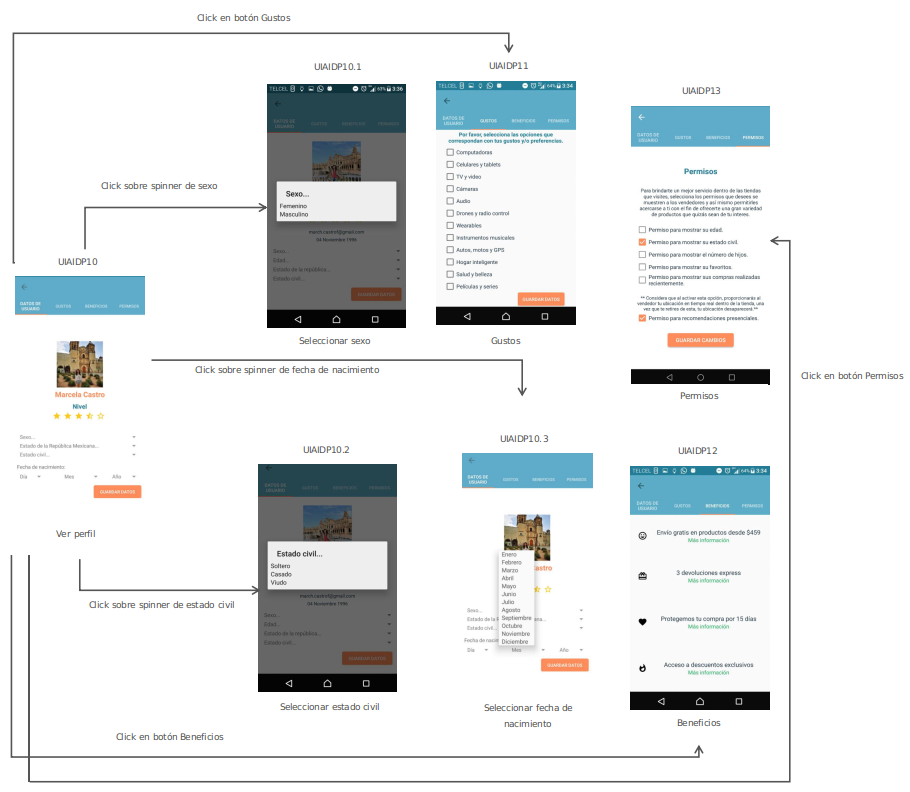 Click en botón Gustos
UIAIDP10.1
TELCEL 63% 3:36
DATOS DE
USUARIO GUSTOS BENEFICIOS PERMISOS
Sexo...
Femenino
Masculino
march.castrof@gmail.com
04 Noviembre 1996
Sexo...
Edad...
Estado de la república...
Estado civil...
GUARDAR DATOS
Seleccionar sexo
UIAIDP11
TELCEL 64% 3:34
DATOS DE
USUARIO GUSTOS BENEFICIOS PERMISOS
Por favor, selecciona las opciones que
correspondan con tus gustos y/o preferencias.
Computadoras
Celulares y tablets
TV y video
Cámaras
Audio
Drones y radio control
Wearables
Instrumentos musicales
Autos, motos y GPS
Hogar inteligente
Salud y belleza
Películas y series
GUARDAR DATOS
Gustos
UIAIDP13
DATOS DE
USUARIO GUSTOS BENEFICIOS PERMISOS
Permisos
Para brindarte un mejor servicio dentro de las tiendas
que visites, selecciona los permisos que desees se
muestren a los vendedores y así mismo permitirles
acercarse a ti con el fin de ofrecerte una gran variedad
de productos que quizás sean de tu interes.
Permiso para mostrar su edad.
Permiso para mostrar su estado civil.
Permiso para mostrar el número de hijos.
Permiso para mostrar su favoritos.
Permiso para mostrar sus compras realizadas
recientemente.
** Considera que al activar esta opción, proporcionarás al
vendedor tu ubicación en tiempo real dentro de la tienda, una
vez que te retires de esta, tu ubicación desaparecerá.**
Permiso para recomendaciones presenciales.
GUARDAR CAMBIOS
Permisos
Click sobre spinner de sexo
UIAIDP10
DATOS DE
USUARIO GUSTOS BENEFICIOS PERMISOS
Marcela Castro
Nivel
Sexo...
Estado de la República Mexicana...
Estado civil...
Fecha de nacimiento:
Día Mes Año
GUARDAR DATOS
Ver perfil
Click sobre spinner de fecha de nacimiento
Click en botón Permisos
UIAIDP10.2
DATOS DE
USUARIO GUSTOS BENEFICIOS PERMISOS
Estado civil...
Soltero
Casado
Viudo
march.castrof@gmail.com
04 Noviembre 1996
Sexo...
Edad...
Estado de la república...
Estado civil...
GUARDAR DATOS
Seleccionar estado civil
Click sobre spinner de estado civil
UIAIDP10.3
DATOS DE
USUARIO GUSTOS BENEFICIOS PERMISOS
Castro
Enero
Febrero
Marzo
Abril
Mayo
Junio
Julio
Agosto
Septiembre
Octubre
Noviembre
Diciembre
Sexo...
Estado civil...
Día Mes Año
GUARDAR DATOS
Seleccionar fecha de
nacimiento
UIAIDP12
TELCEL 64% 3:34
DATOS DE
USUARIO GUSTOS BENEFICIOS PERMISOS
Envío gratis en productos desde $459
Más información
3 devoluciones express
Más información
Protegemos tu compra por 15 días
Más información
Acceso a descuentos exclusivos
Más información
Beneficios
Click en botón Beneficios